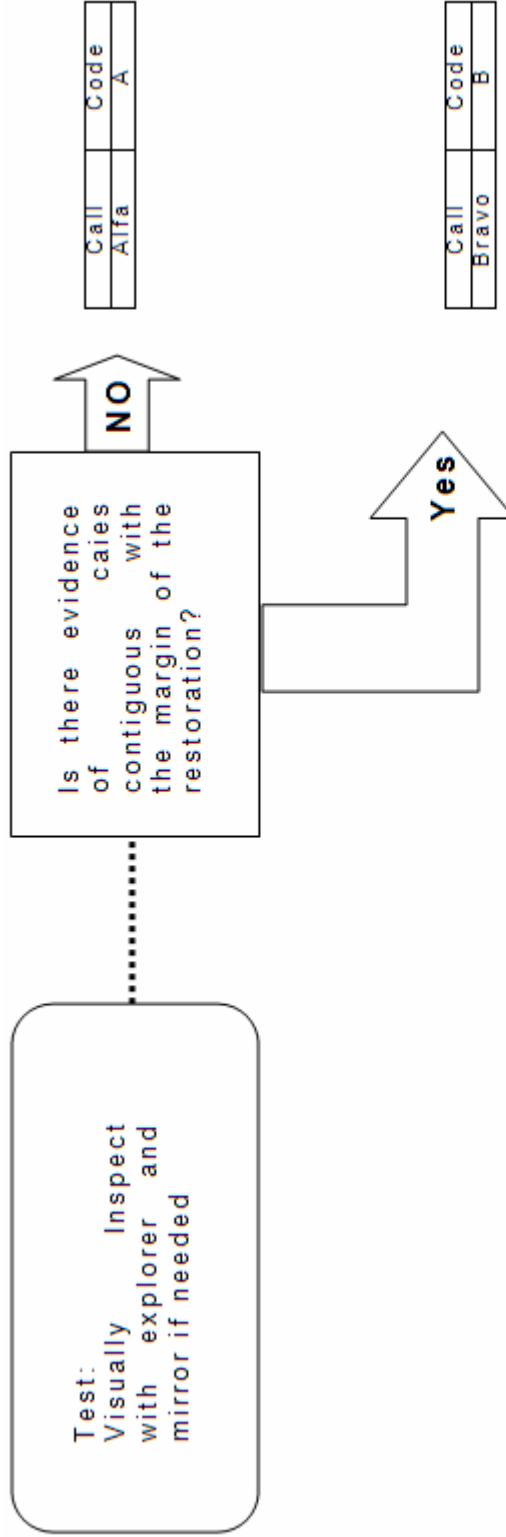 Test:
Visually Inspect
with explorer and
mirror if needed
Is there evidence
of caies
contiguous with
the margin of the
restoration?
NO
Call Code
Alfa A
Yes
Call Code
Bravo B